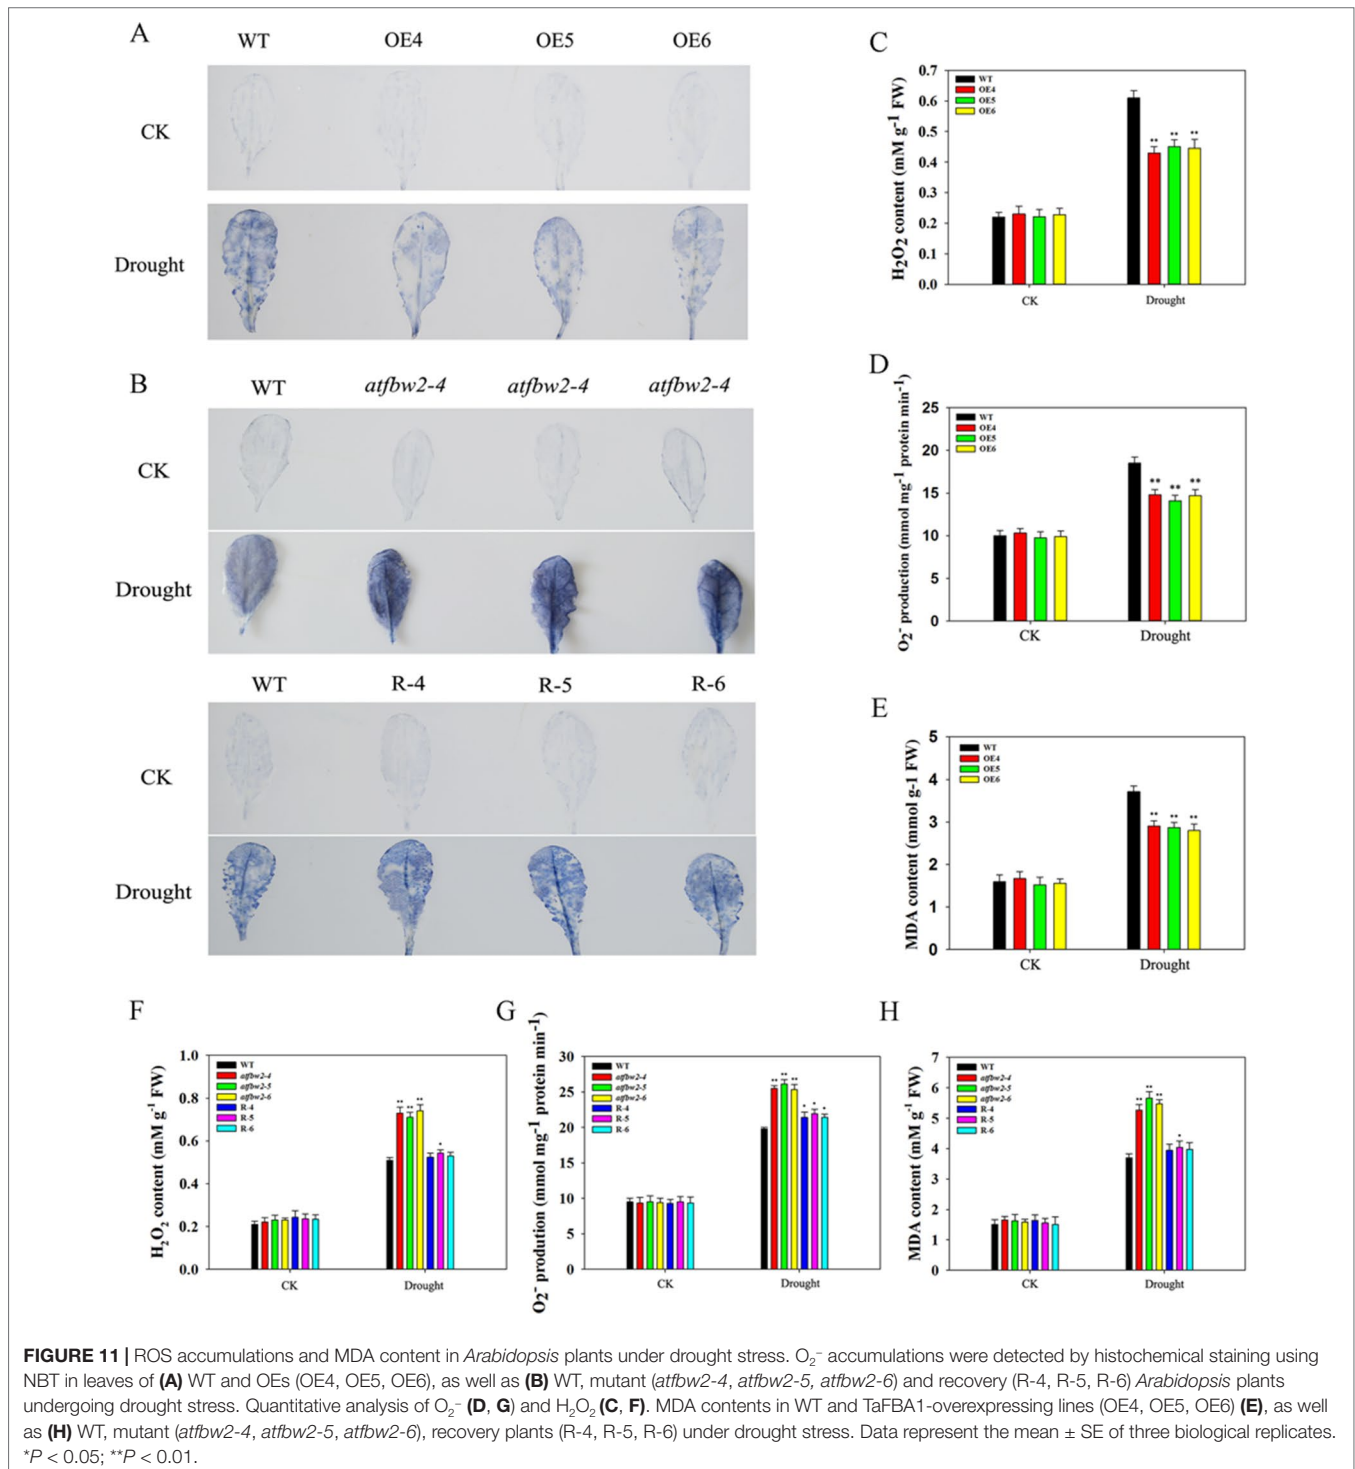 A
WT OE4 OE5 OE6
CK
Drought
B
WT atfbw2-4 atfbw2-4 atfbw2-4
CK
Drought
WT R-4 R-5 R-6
CK
Drought
C
H₂O₂ content (mM g⁻¹ FW)
0.7
0.6
0.5
0.4
0.3
0.2
0.1
0.0
WT
OE4
OE5
OE6
** ** **
CK Drought
D
O₂⁻ production (mmol mg⁻¹ protein min⁻¹)
25
20
15
10
5
0
WT
OE4
OE5
OE6
** ** **
CK Drought
E
MDA content (mmol g-1 FW)
5
4
3
2
1
0
WT
OE4
OE5
OE6
** ** **
CK Drought
F
H₂O₂ content (mM g⁻¹ FW)
1.0
0.8
0.6
0.4
0.2
0.0
WT
atfbw2-4
atfbw2-5
atfbw2-6
R-4
R-5
R-6
** ** ** *
CK Drought
G
O₂⁻ prodution (mmol mg⁻¹ protein min⁻¹)
30
25
20
15
10
5
0
WT
atfbw2-4
atfbw2-5
atfbw2-6
R-4
R-5
R-6
** ** ** * * *
CK Drought
H
MDA content (mM g⁻¹ FW)
7
6
5
4
3
2
1
0
WT
atfbw2-4
atfbw2-5
atfbw2-6
R-4
R-5
R-6
** ** ** *
CK Drought
FIGURE 11 | ROS accumulations and MDA content in Arabidopsis plants under drought stress. O₂⁻ accumulations were detected by histochemical staining using
NBT in leaves of (A) WT and OEs (OE4, OE5, OE6), as well as (B) WT, mutant (atfbw2-4, atfbw2-5, atfbw2-6) and recovery (R-4, R-5, R-6) Arabidopsis plants
undergoing drought stress. Quantitative analysis of O₂⁻ (D, G) and H₂O₂ (C, F). MDA contents in WT and TaFBA1-overexpressing lines (OE4, OE5, OE6) (E), as well
as (H) WT, mutant (atfbw2-4, atfbw2-5, atfbw2-6), recovery plants (R-4, R-5, R-6) under drought stress. Data represent the mean ± SE of three biological replicates.
*P < 0.05; **P < 0.01.